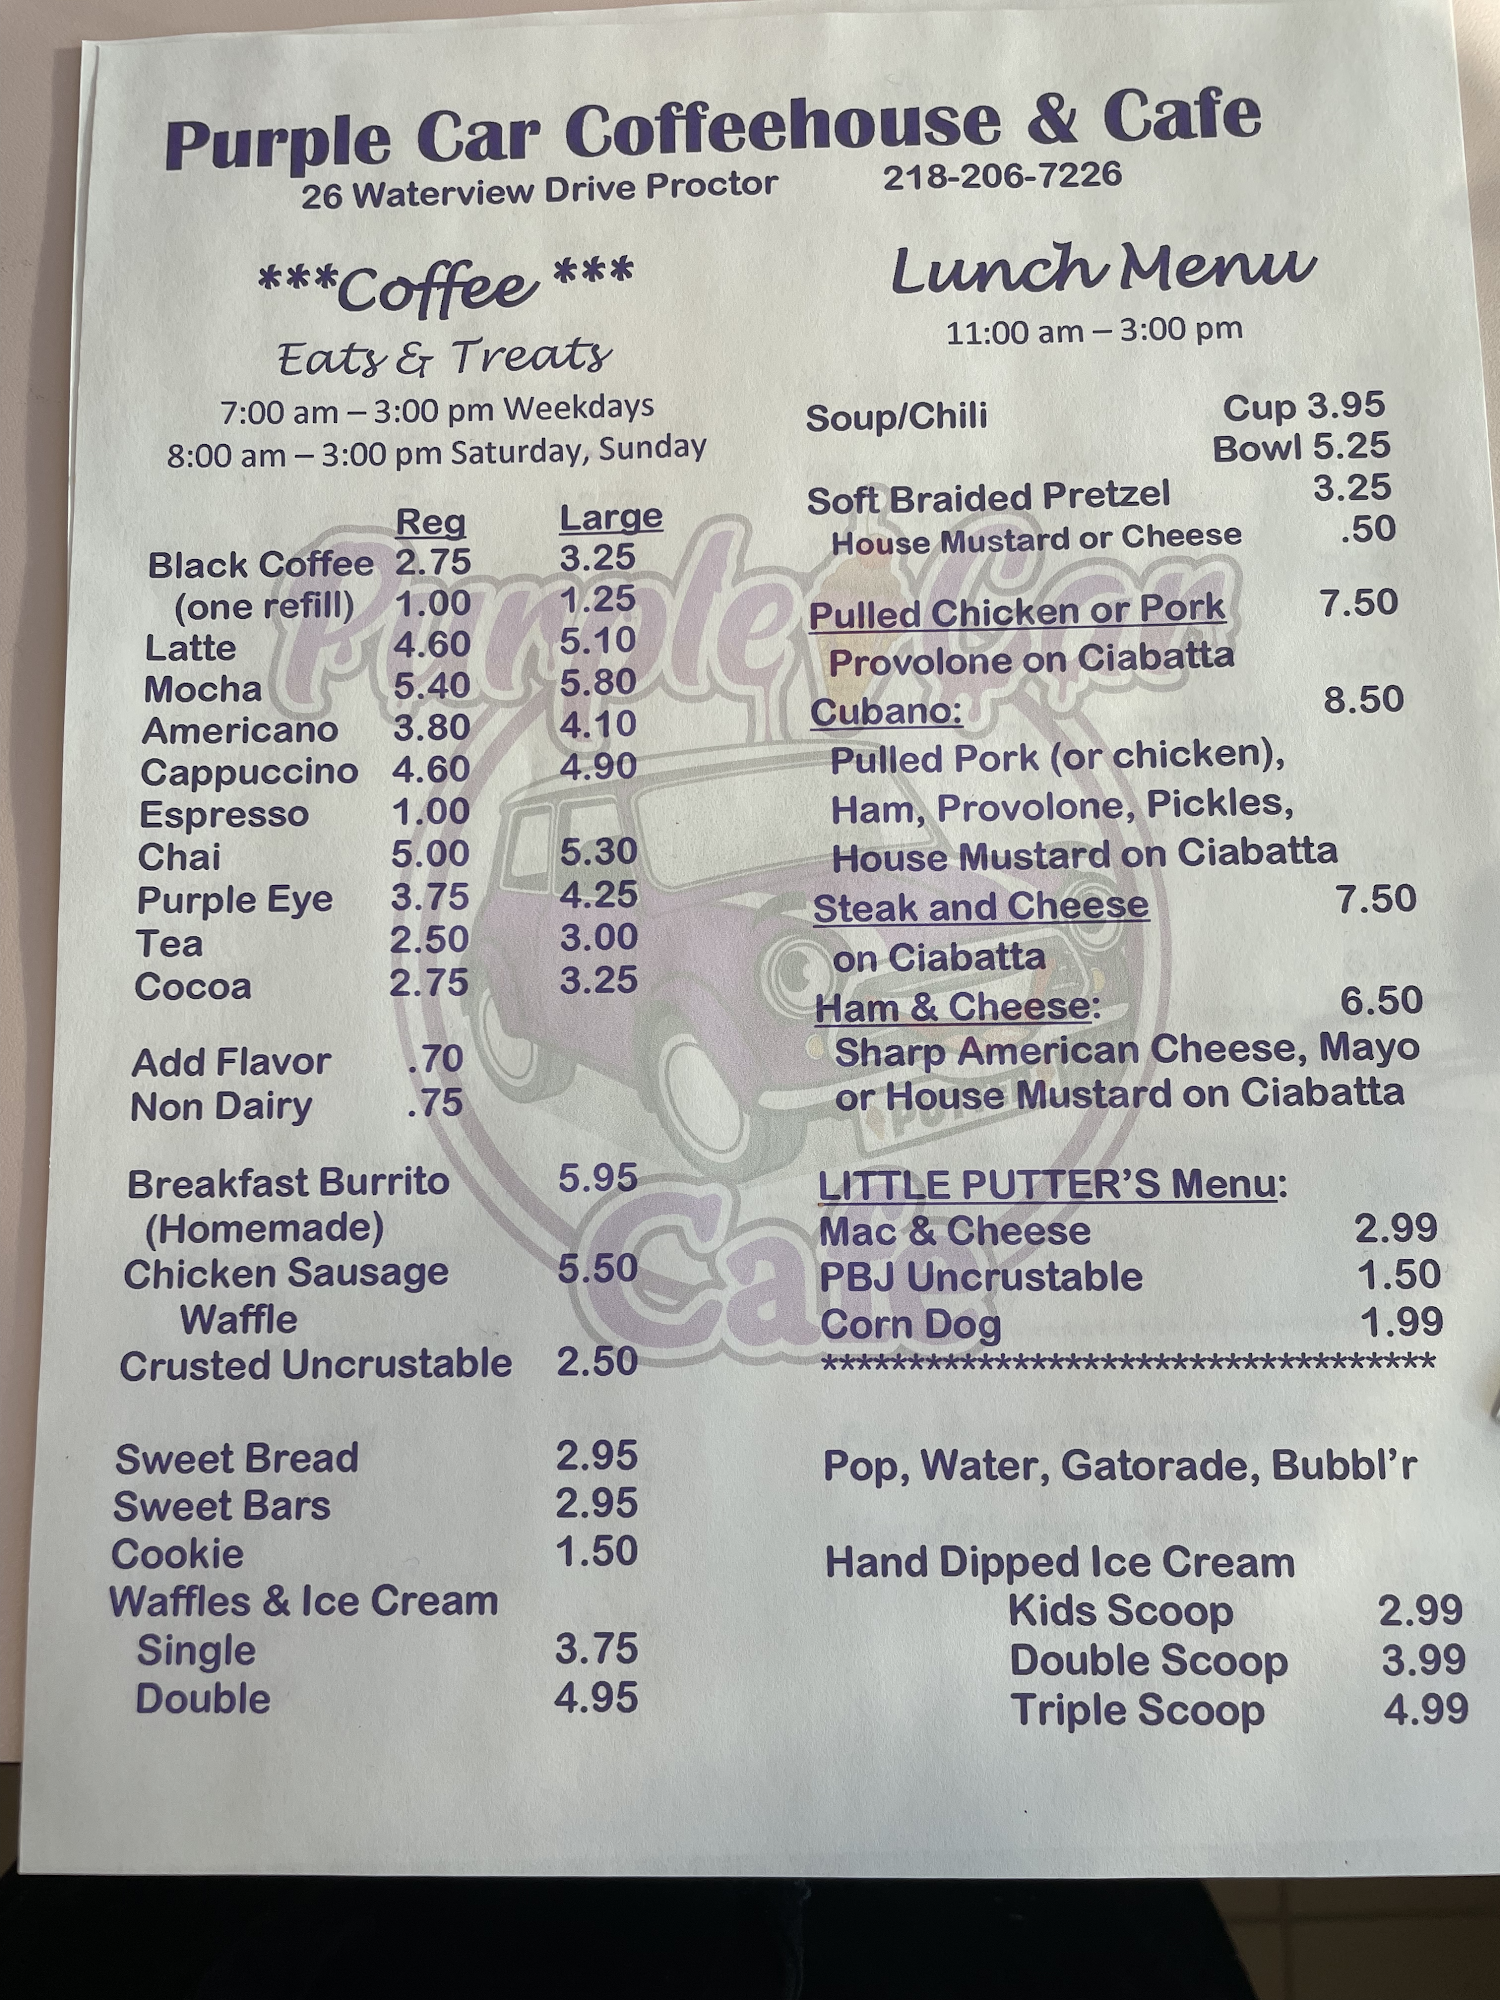 Purple Car Coffeehouse & Cafe
26 Waterview Drive Proctor 218-206-7226
***Coffee ***
Eats & Treats
7:00 am – 3:00 pm Weekdays
8:00 am – 3:00 pm Saturday, Sunday
Reg Large
Black Coffee 2.75 3.25
(one refill) 1.00 1.25
Latte 4.60 5.10
Mocha 5.40 5.80
Americano 3.80 4.10
Cappuccino 4.60 4.90
Espresso 1.00
Chai 5.00 5.30
Purple Eye 3.75 4.25
Tea 2.50 3.00
Cocoa 2.75 3.25
Add Flavor .70
Non Dairy .75
Breakfast Burrito 5.95
(Homemade)
Chicken Sausage 5.50
Waffle
Crusted Uncrustable 2.50
Sweet Bread 2.95
Sweet Bars 2.95
Cookie 1.50
Waffles & Ice Cream
Single 3.75
Double 4.95
Lunch Menu
11:00 am – 3:00 pm
Soup/Chili Cup 3.95
Bowl 5.25
Soft Braided Pretzel 3.25
House Mustard or Cheese .50
Pulled Chicken or Pork 7.50
Provolone on Ciabatta
Cubano: 8.50
Pulled Pork (or chicken),
Ham, Provolone, Pickles,
House Mustard on Ciabatta
Steak and Cheese 7.50
on Ciabatta
Ham & Cheese: 6.50
Sharp American Cheese, Mayo
or House Mustard on Ciabatta
LITTLE PUTTER'S Menu:
Mac & Cheese 2.99
PBJ Uncrustable 1.50
Corn Dog 1.99
***********************************
Pop, Water, Gatorade, Bubbl'r
Hand Dipped Ice Cream
Kids Scoop 2.99
Double Scoop 3.99
Triple Scoop 4.99
Purple Car
Cafe